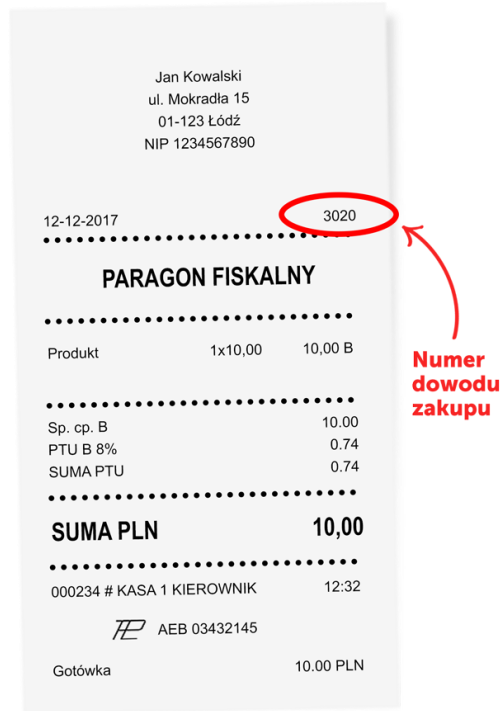 Jan Kowalski
ul. Mokradła 15
01-123 Łódź
NIP 1234567890
12-12-2017 3020
PARAGON FISKALNY
Produkt 1x10,00 10,00 B
Sp. cp. B 10.00
PTU B 8% 0.74
SUMA PTU 0.74
SUMA PLN 10,00
000234 # KASA 1 KIEROWNIK 12:32
AEB 03432145
Gotówka 10.00 PLN
Numer
dowodu
zakupu